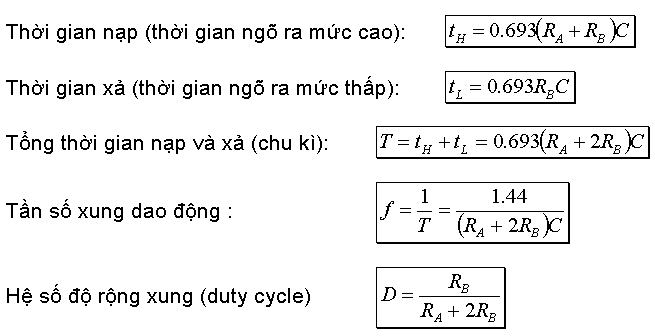 Thời gian nạp (thời gian ngõ ra mức cao): t_H = 0.693(R_A + R_B)C
Thời gian xả (thời gian ngõ ra mức thấp): t_L = 0.693R_BC
Tổng thời gian nạp và xả (chu kì): T = t_H + t_L = 0.693(R_A + 2R_B)C
Tần số xung dao động : f = 1/T = 1.44/((R_A + 2R_B)C)
Hệ số độ rộng xung (duty cycle) D = R_B/(R_A + 2R_B)